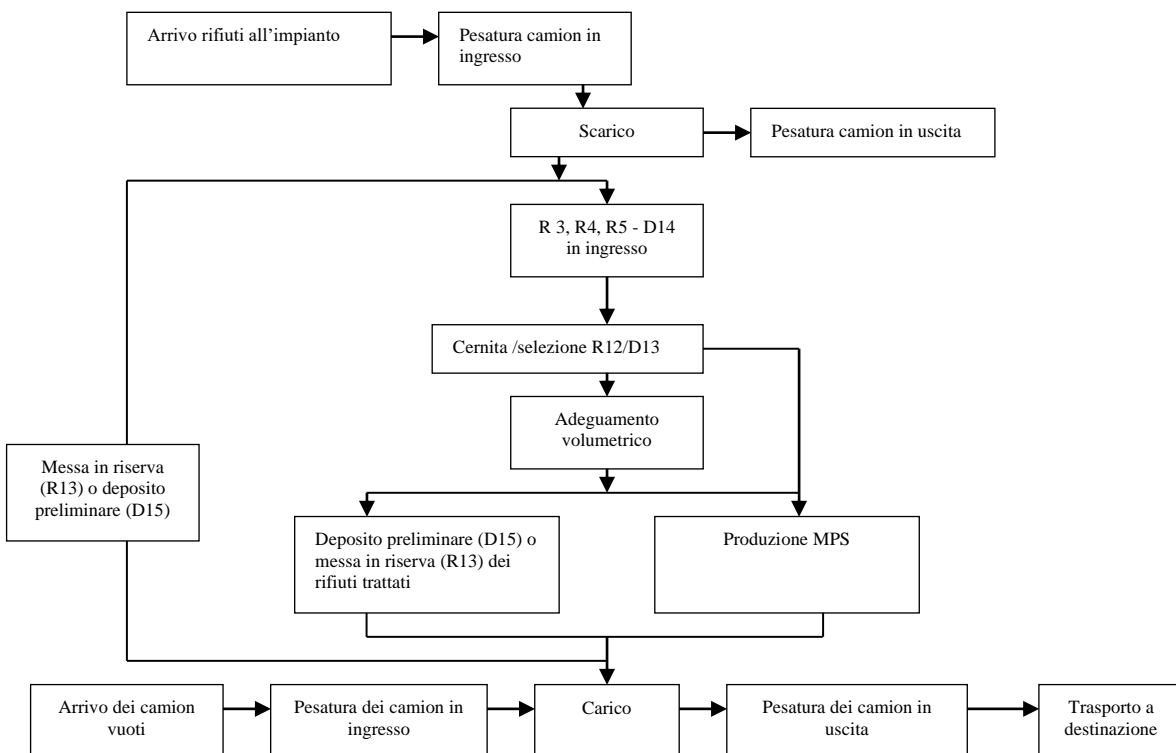 Arrivo rifiuti all’impianto
Pesatura camion in
ingresso
Scarico
Pesatura camion in uscita
R 3, R4, R5 - D14
in ingresso
Cernita /selezione R12/D13
Adeguamento
volumetrico
Messa in riserva
(R13) o deposito
preliminare (D15)
Deposito preliminare (D15) o
messa in riserva (R13) dei
rifiuti trattati
Produzione MPS
Arrivo dei camion
vuoti
Pesatura dei camion in
ingresso
Carico
Pesatura dei camion in
uscita
Trasporto a
destinazione